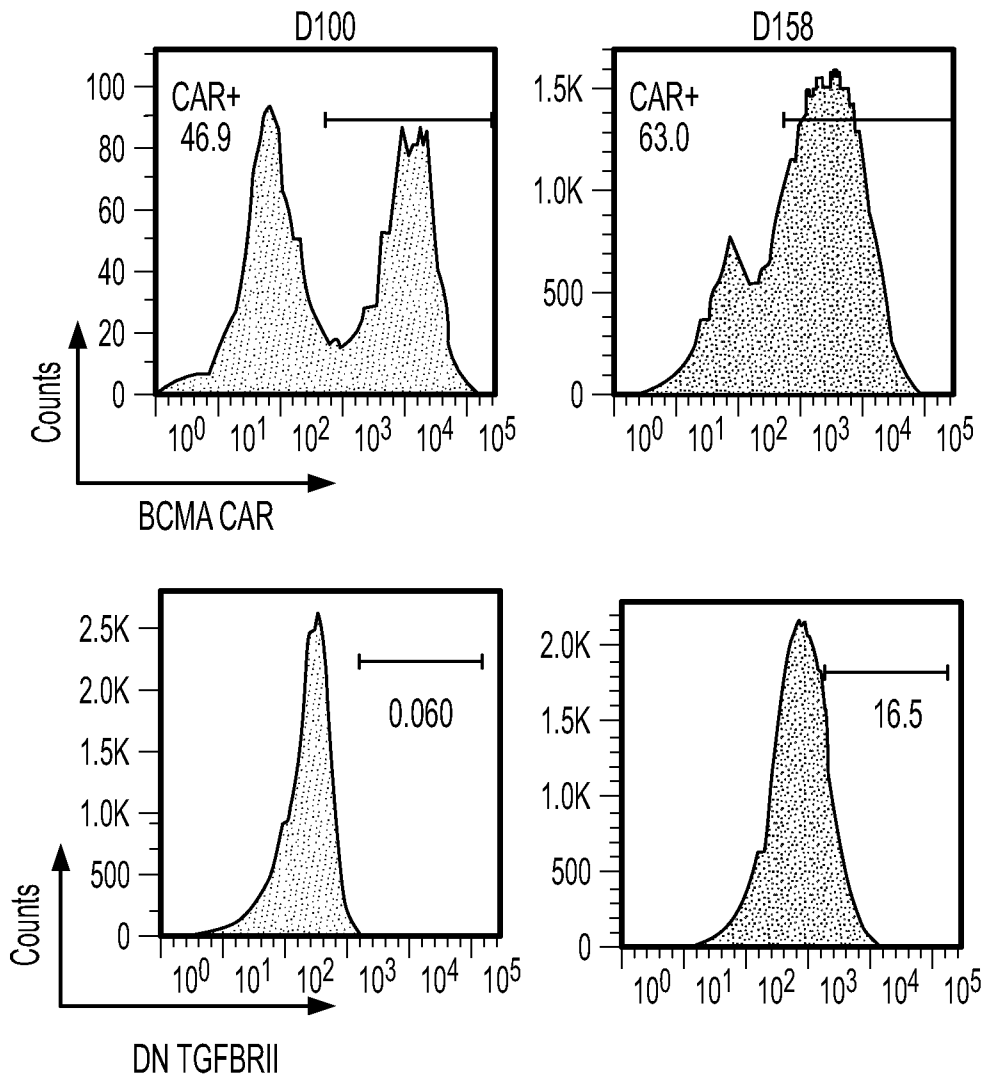 D100
CAR+
46.9
100
80
60
40
20
0
10⁰ 10¹ 10² 10³ 10⁴ 10⁵
Counts
BCMA CAR
D158
CAR+
63.0
1.5K
1.0K
500
0
10⁰ 10¹ 10² 10³ 10⁴ 10⁵
2.5K
2.0K
1.5K
1.0K
500
0
0.060
10⁰ 10¹ 10² 10³ 10⁴ 10⁵
Counts
DN TGFBRII
2.0K
1.5K
1.0K
500
0
16.5
10⁰ 10¹ 10² 10³ 10⁴ 10⁵